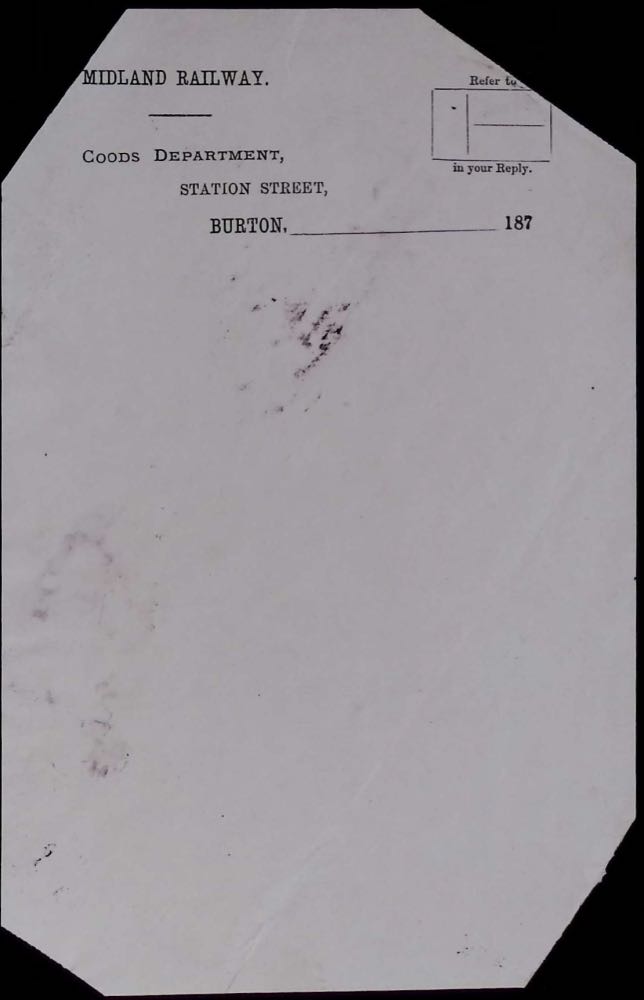 MIDLAND RAILWAY.
Refer to
in your Reply.
GOODS DEPARTMENT,
STATION STREET,
BURTON, 187